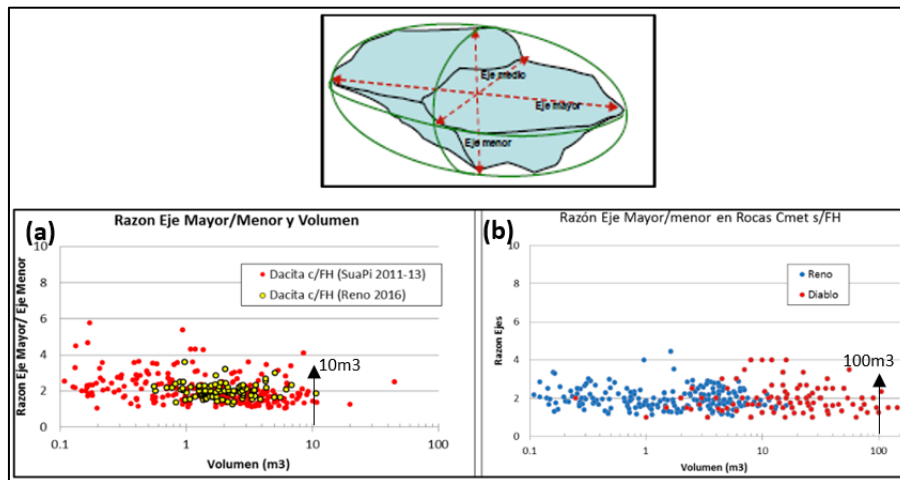 Eje medio
Eje mayor
Eje menor
(a)
Razon Eje Mayor/Menor y Volumen
Razon Eje Mayor/ Eje Menor
10
8
6
4
2
0
Dacita c/FH (SuaPi 2011-13)
Dacita c/FH (Reno 2016)
10m3
0.1 1 10 100
Volumen (m3)
(b)
Razón Eje Mayor/menor en Rocas Cmet s/FH
Razon Ejes
10
8
6
4
2
0
Reno
Diablo
100m3
0.1 1 10 100
Volumen (m3)